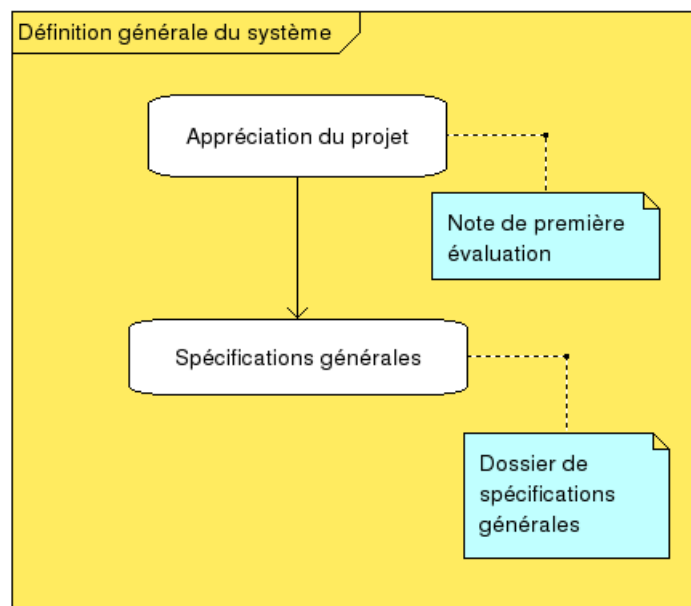 Définition générale du système
Appréciation du projet
Note de première
évaluation
Spécifications générales
Dossier de
spécifications
générales